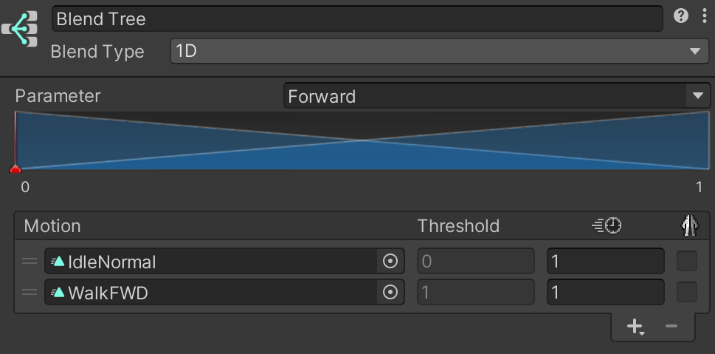 Blend Tree
Blend Type 1D
Parameter Forward
0 1
Motion Threshold
IdleNormal 0 1
WalkFWD 1 1